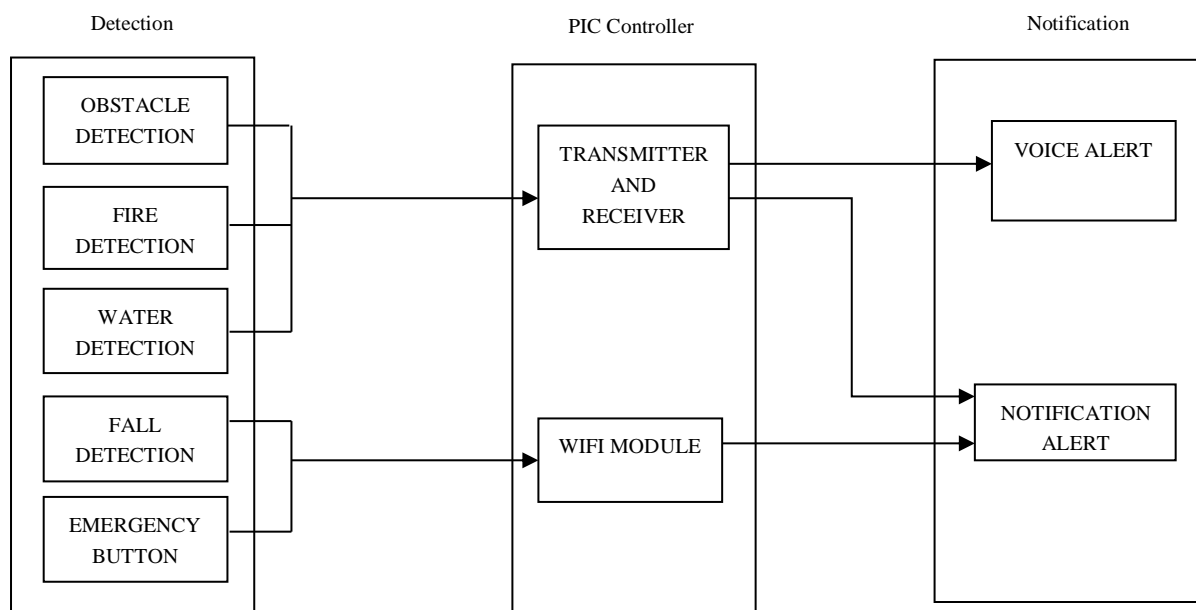 Detection
PIC Controller
Notification
OBSTACLE
DETECTION
FIRE
DETECTION
WATER
DETECTION
FALL
DETECTION
EMERGENCY
BUTTON
TRANSMITTER
AND
RECEIVER
WIFI MODULE
VOICE ALERT
NOTIFICATION
ALERT